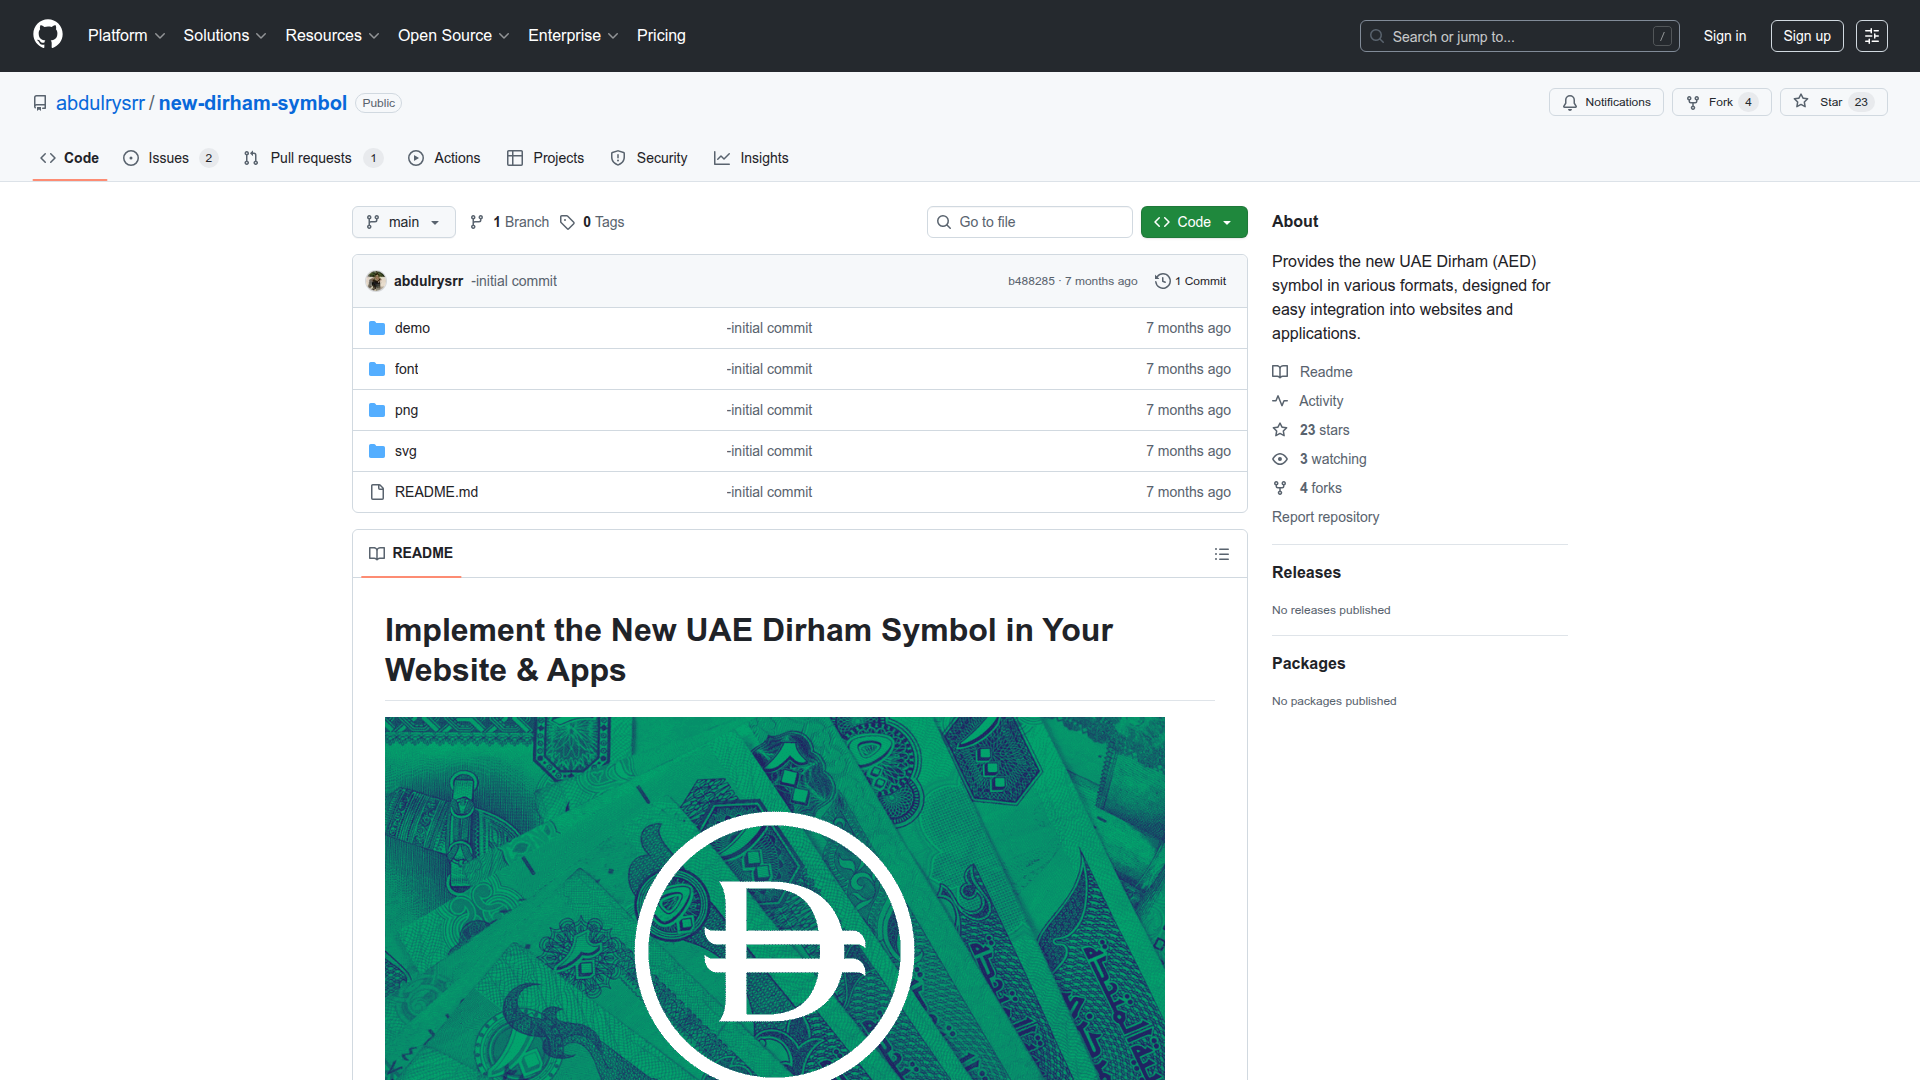 Platform Solutions Resources Open Source Enterprise Pricing
Search or jump to... /
Sign in
Sign up
abdulrysrr / new-dirham-symbol Public
Notifications
Fork 4
Star 23
Code
Issues 2
Pull requests 1
Actions
Projects
Security
Insights
main
1 Branch
0 Tags
Go to file
Code
abdulrysrr -initial commit
b488285 · 7 months ago
1 Commit
demo -initial commit 7 months ago
font -initial commit 7 months ago
png -initial commit 7 months ago
svg -initial commit 7 months ago
README.md -initial commit 7 months ago
README
Implement the New UAE Dirham Symbol in Your
Website & Apps
About
Provides the new UAE Dirham (AED)
symbol in various formats, designed for
easy integration into websites and
applications.
Readme
Activity
23 stars
3 watching
4 forks
Report repository
Releases
No releases published
Packages
No packages published